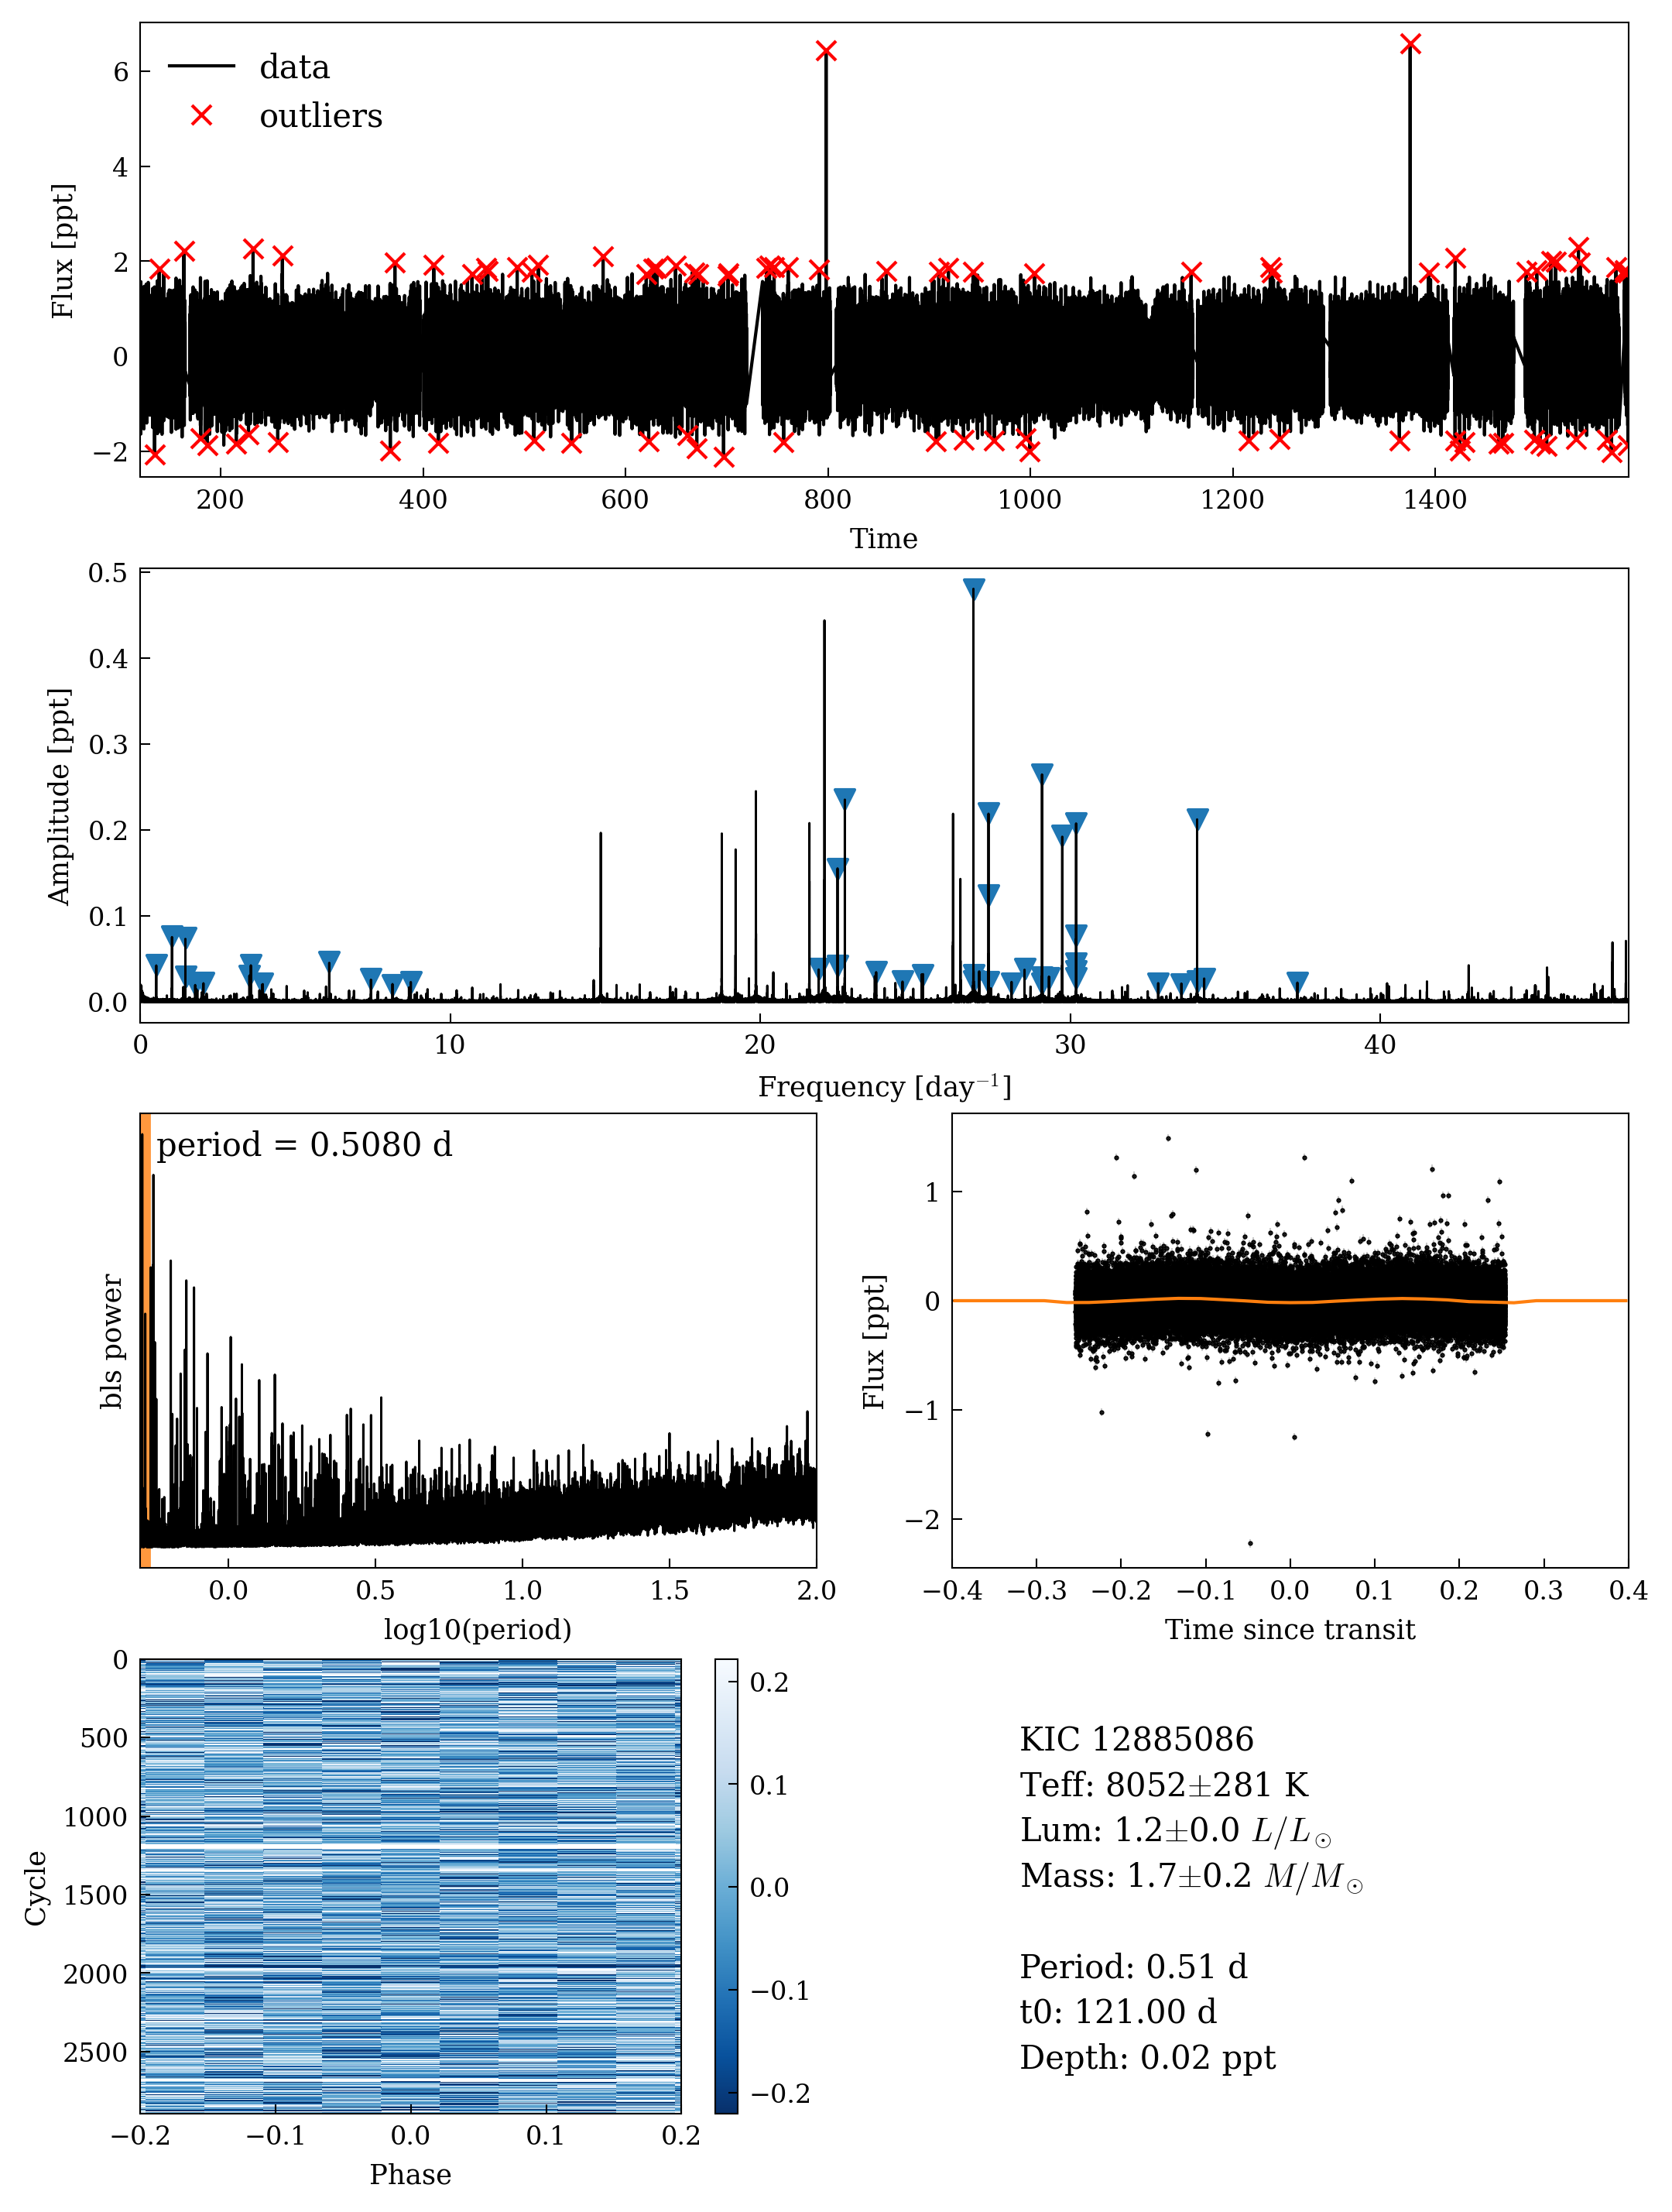 data
outliers
6
4
2
0
−2
Flux [ppt]
200 400 600 800 1000 1200 1400
Time
0.5
0.4
0.3
0.2
0.1
0.0
Amplitude [ppt]
0 10 20 30 40
Frequency [day⁻¹]
period = 0.5080 d
bls power
0.0 0.5 1.0 1.5 2.0
log10(period)
1
0
−1
−2
Flux [ppt]
−0.4 −0.3 −0.2 −0.1 0.0 0.1 0.2 0.3 0.4
Time since transit
0
500
1000
1500
2000
2500
Cycle
−0.2 −0.1 0.0 0.1 0.2
Phase
0.2
0.1
0.0
−0.1
−0.2
KIC 12885086
Teff: 8052±281 K
Lum: 1.2±0.0 L/L☉
Mass: 1.7±0.2 M/M☉
Period: 0.51 d
t0: 121.00 d
Depth: 0.02 ppt